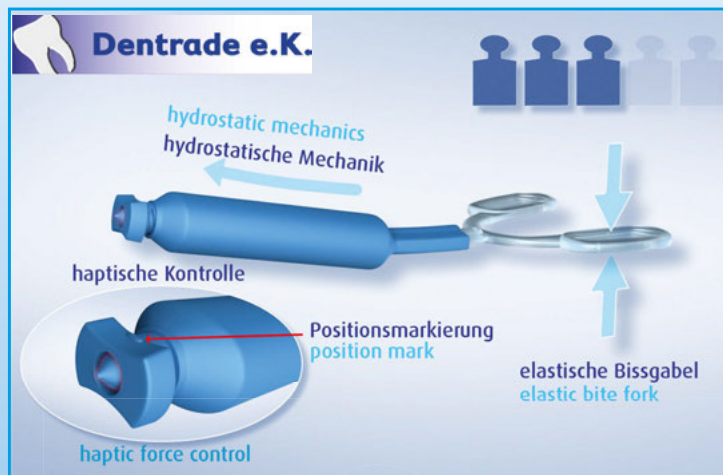 Dentrade e.K.
hydrostatic mechanics
hydrostatische Mechanik
haptische Kontrolle
Positionsmarkierung
position mark
elastische Bissgabel
elastic bite fork
haptic force control